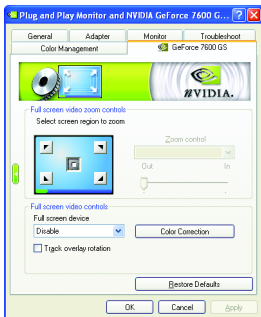 Plug and Play Monitor and NVIDIA GeForce 7600 G...
General
Adapter
Monitor
Troubleshoot
Color Management
GeForce 7600 GS
NVIDIA.
Full screen video zoom controls
Select screen region to zoom
Zoom control
Out
In
Full screen video controls
Full screen device
Disable
Color Correction
Track overlay rotation
Restore Defaults
OK
Cancel
Apply